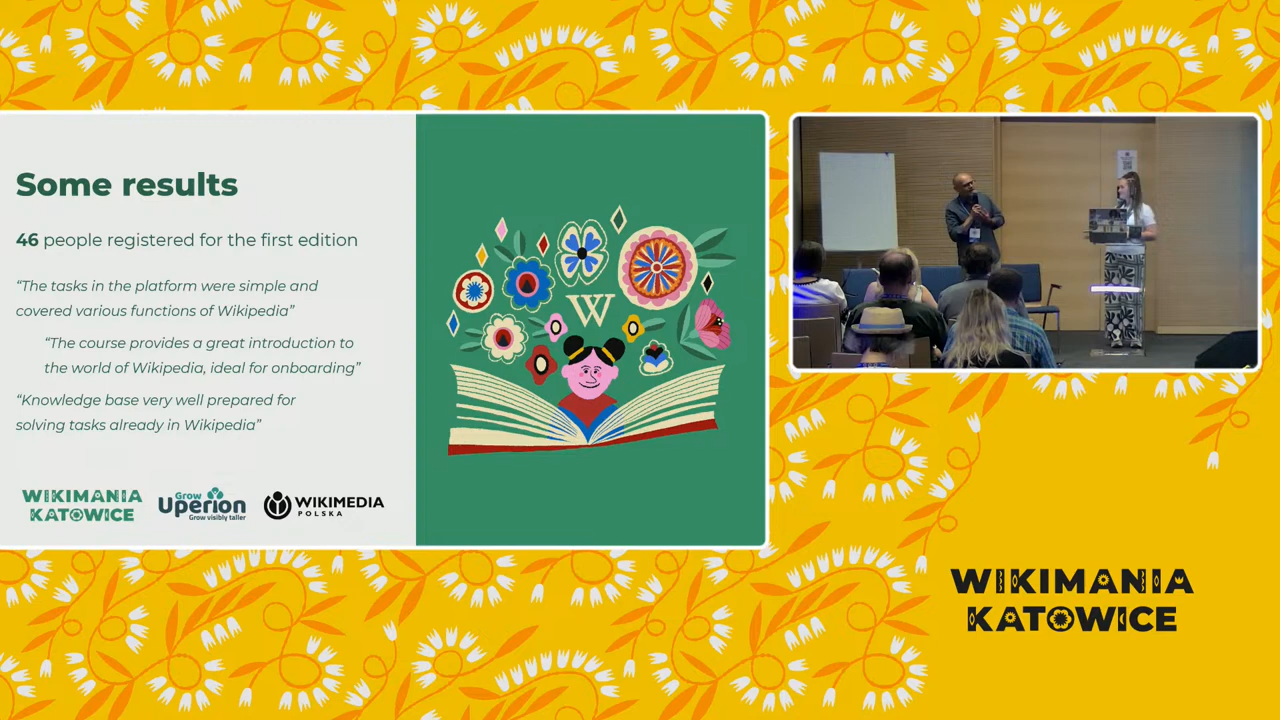 Some results
46 people registered for the first edition
“The tasks in the platform were simple and
covered various functions of Wikipedia”
“The course provides a great introduction to
the world of Wikipedia, ideal for onboarding”
“Knowledge base very well prepared for
solving tasks already in Wikipedia”
WIKIMANIA
KATOWICE
Grow
Uperion
Grow visibly taller
WIKIMEDIA
POLSKA
W
WIKIMANIA
KATOWICE